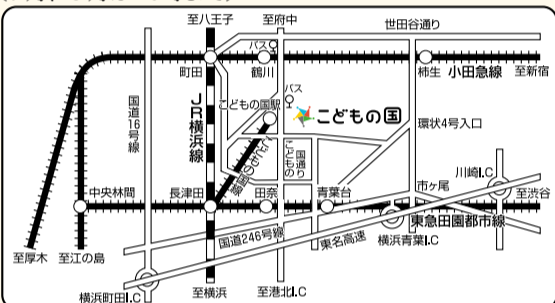 至八王子
至府中
世田谷通り
バス
町田
鶴川
柿生
小田急線
至新宿
国道16号線
JR横浜線
こどもの国駅
バス
こどもの国
こどもの国線
こどもの国通り
環状4号入口
川崎I.C
中央林間
長津田
田奈
青葉台
市ヶ尾
至渋谷
東急田園都市線
国道246号線
東名高速
横浜青葉I.C
至厚木
至江の島
横浜町田I.C
至横浜
至港北I.C